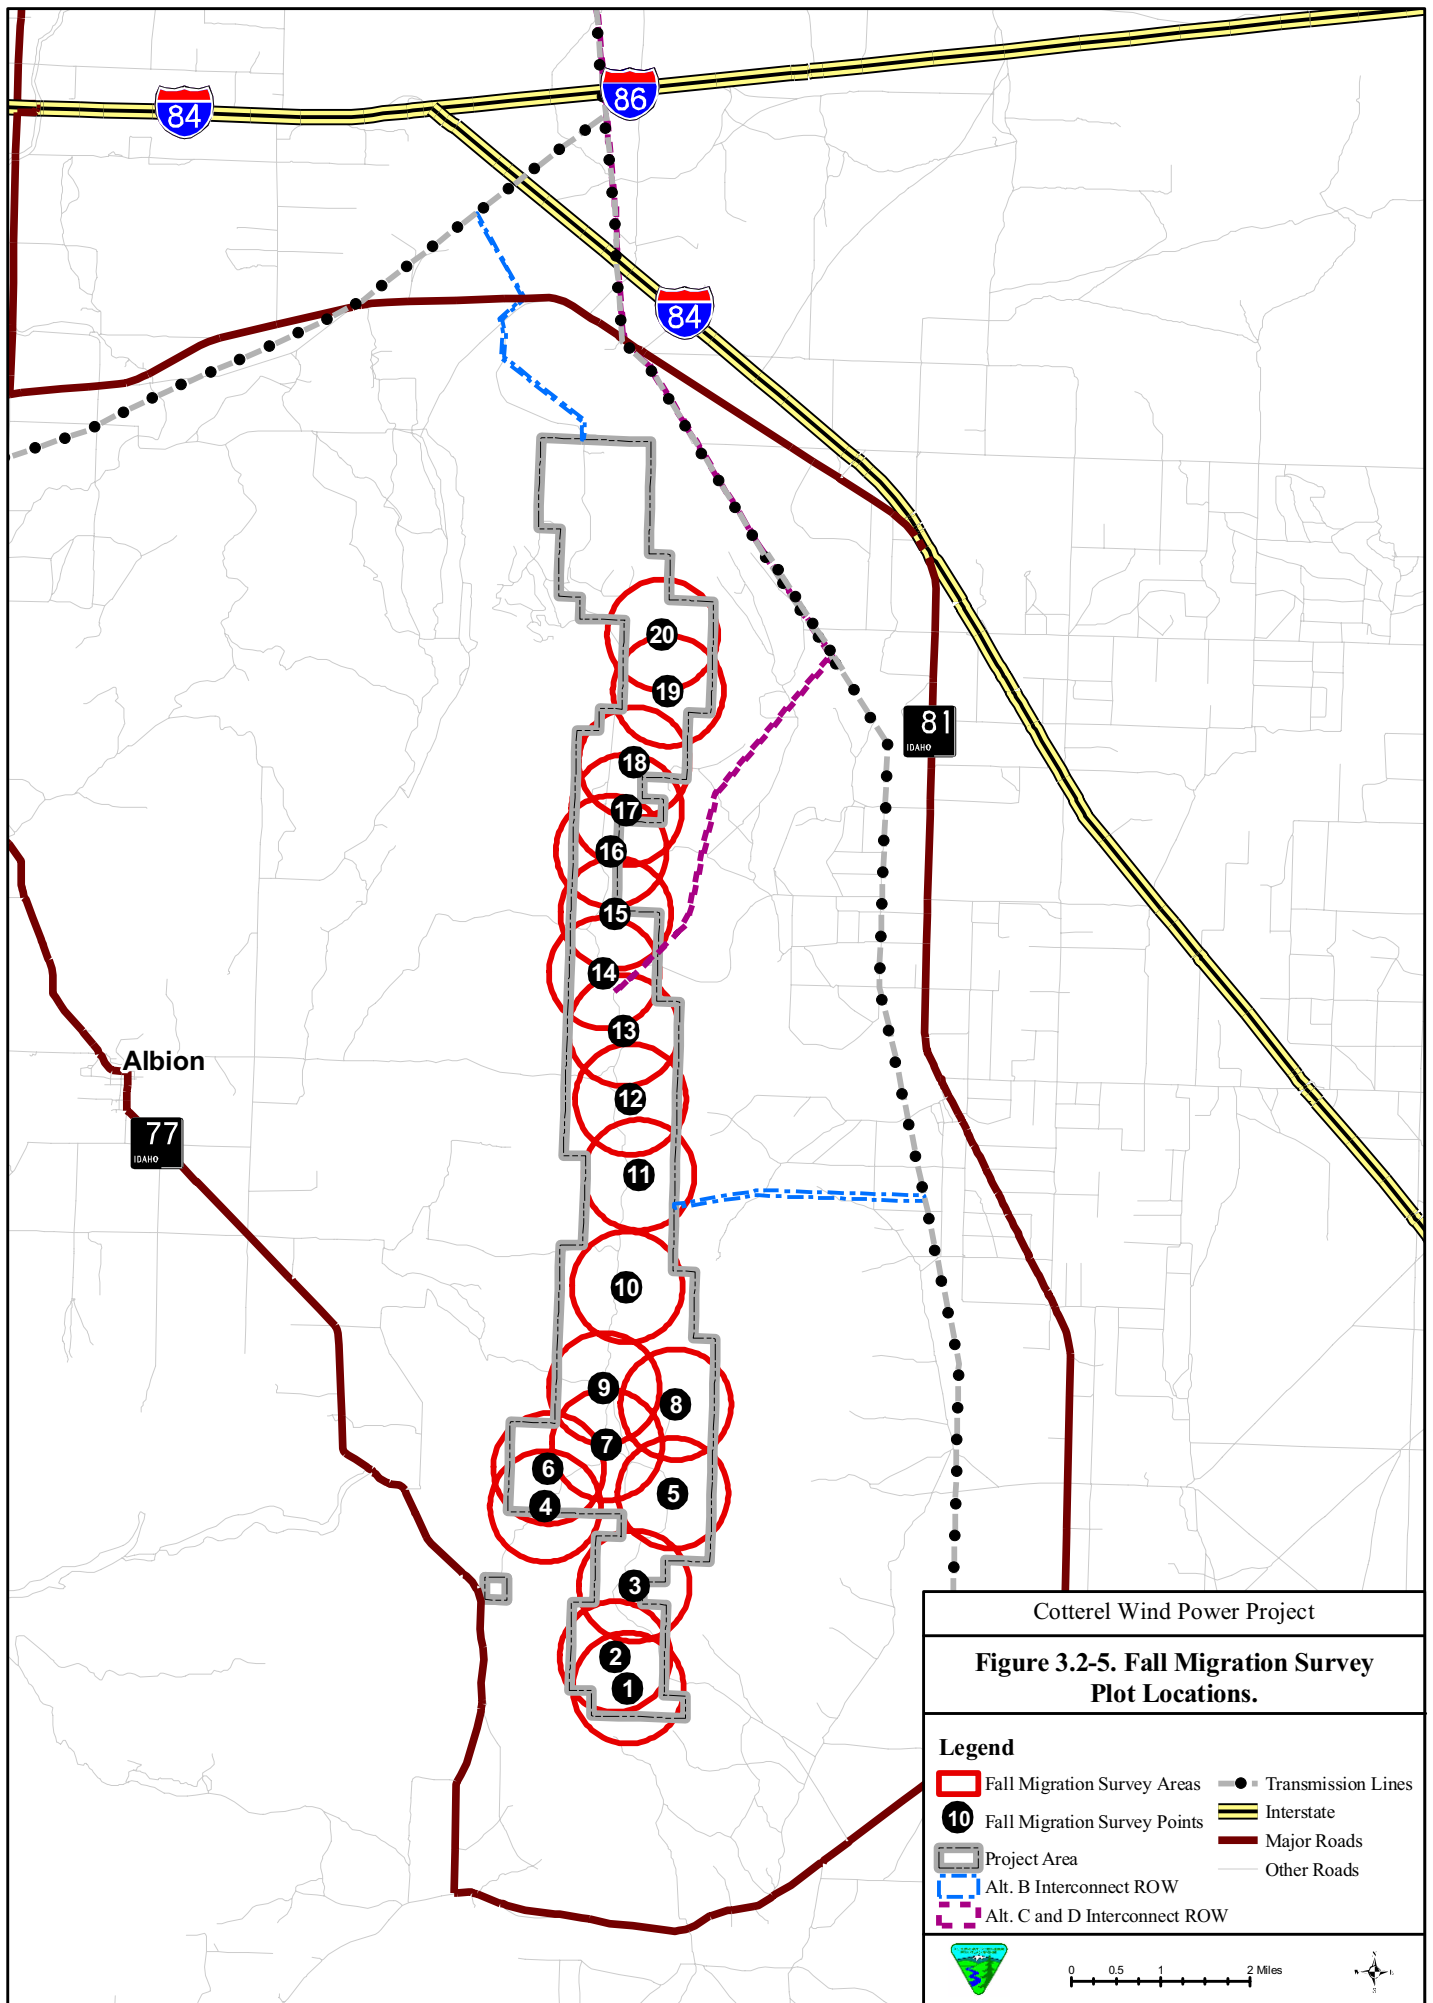 86
84
84
20
19
81
IDAHO
18
17
16
15
14
13
Albion
12
77
IDAHO
11
10
9
8
7
6
5
4
3
2
1
Cotterel Wind Power Project
Figure 3.2-5. Fall Migration Survey
Plot Locations.
Legend
Fall Migration Survey Areas
10 Fall Migration Survey Points
Project Area
Alt. B Interconnect ROW
Alt. C and D Interconnect ROW
Transmission Lines
Interstate
Major Roads
Other Roads
0 0.5 1 2 Miles
N
S